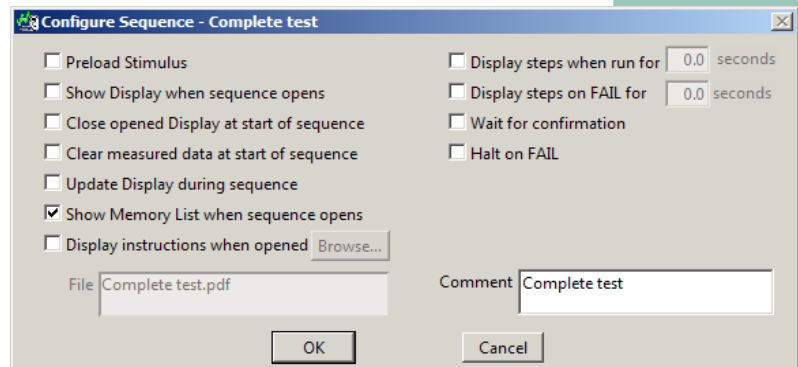 Configure Sequence - Complete test
Preload Stimulus
Show Display when sequence opens
Close opened Display at start of sequence
Clear measured data at start of sequence
Update Display during sequence
Show Memory List when sequence opens
Display instructions when opened Browse...
File Complete test.pdf
Display steps when run for 0.0 seconds
Display steps on FAIL for 0.0 seconds
Wait for confirmation
Halt on FAIL
Comment Complete test
OK Cancel